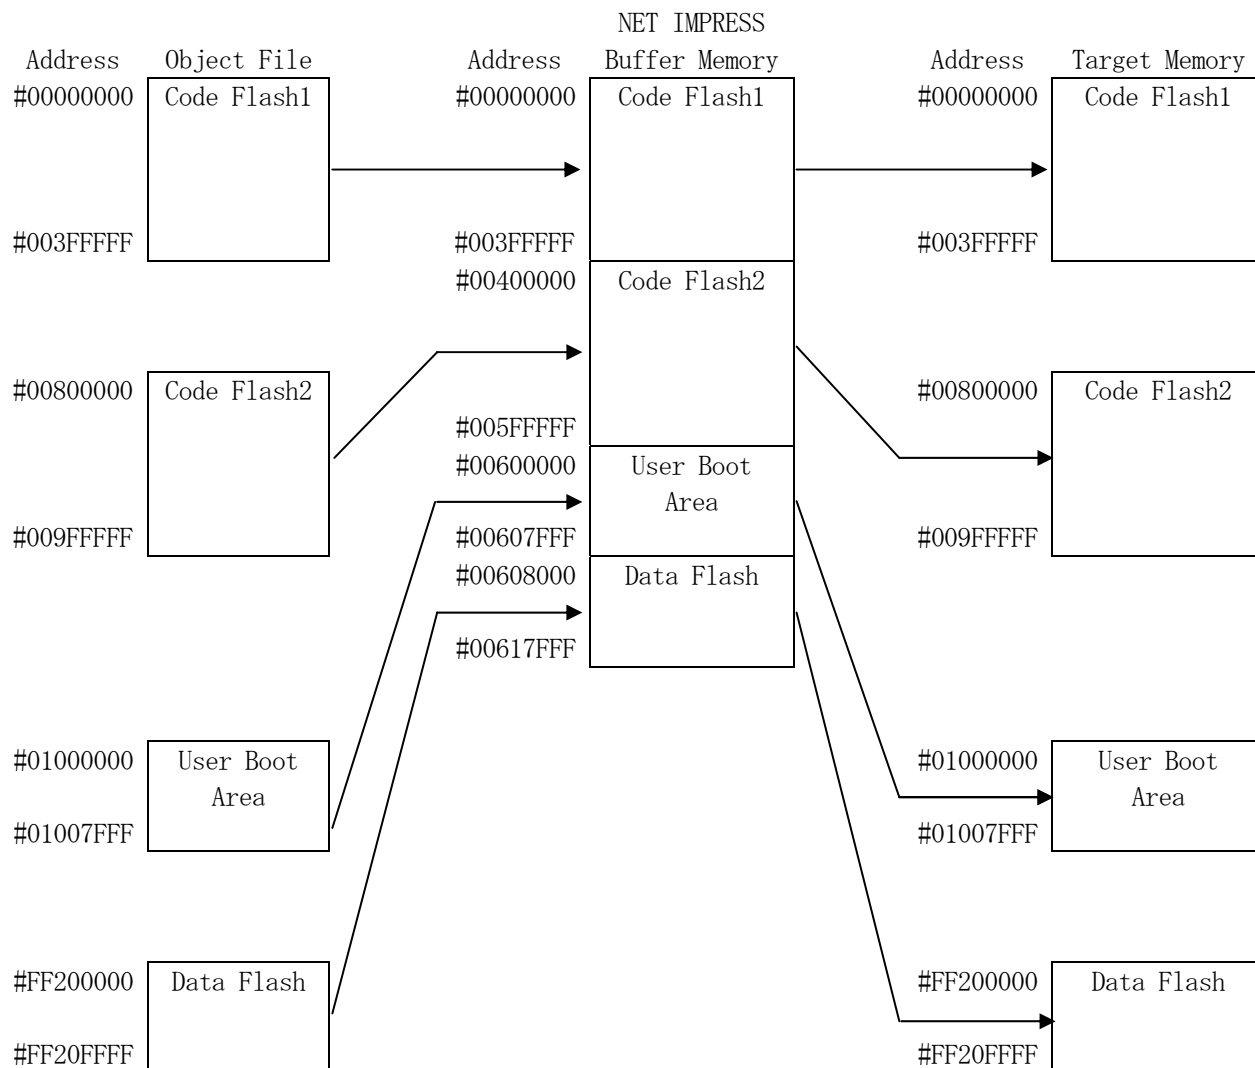 NET IMPRESS
Address Object File Address Buffer Memory Address Target Memory
#00000000 Code Flash1 #00000000 Code Flash1 #00000000 Code Flash1
#003FFFFF #003FFFFF #003FFFFF
#00400000 Code Flash2
#00800000 Code Flash2 #00800000 Code Flash2
#005FFFFF
#00600000 User Boot
Area
#009FFFFF #00607FFF #009FFFFF
#00608000 Data Flash
#00617FFF
#01000000 User Boot #01000000 User Boot
Area Area
#01007FFF #01007FFF
#FF200000 Data Flash #FF200000 Data Flash
#FF20FFFF #FF20FFFF